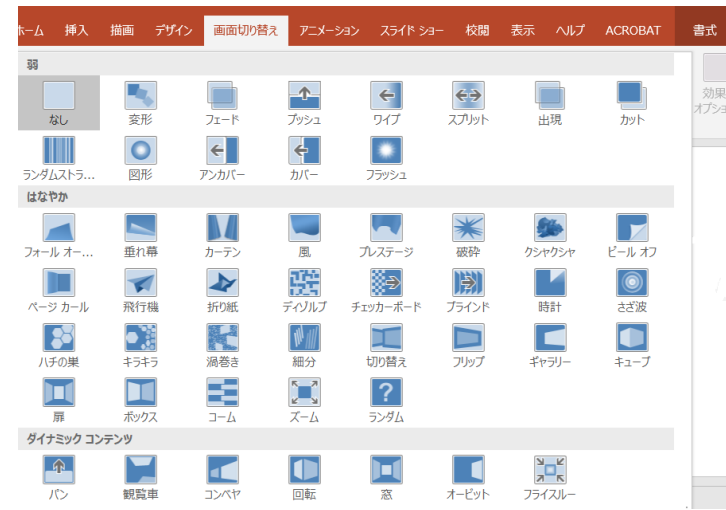 ホーム 挿入 描画 デザイン 画面切り替え アニメーション スライド ショー 校閲 表示 ヘルプ ACROBAT 書式
弱
なし 変形 フェード プッシュ ワイプ スプリット 出現 カット
ランダムストラ... 図形 アンカバー カバー フラッシュ
はなやか
フォール オー... 垂れ幕 カーテン 風 プレステージ 破砕 クシャクシャ ピール オフ
ページ カール 飛行機 折り紙 ディゾルブ チェッカーボード ブラインド 時計 さざ波
ハチの巣 キラキラ 渦巻き 細分 切り替え フリップ ギャラリー キューブ
扉 ボックス コーム ズーム ランダム
ダイナミック コンテンツ
パン 観覧車 コンベヤ 回転 窓 オービット フライスルー
効果
オプショ